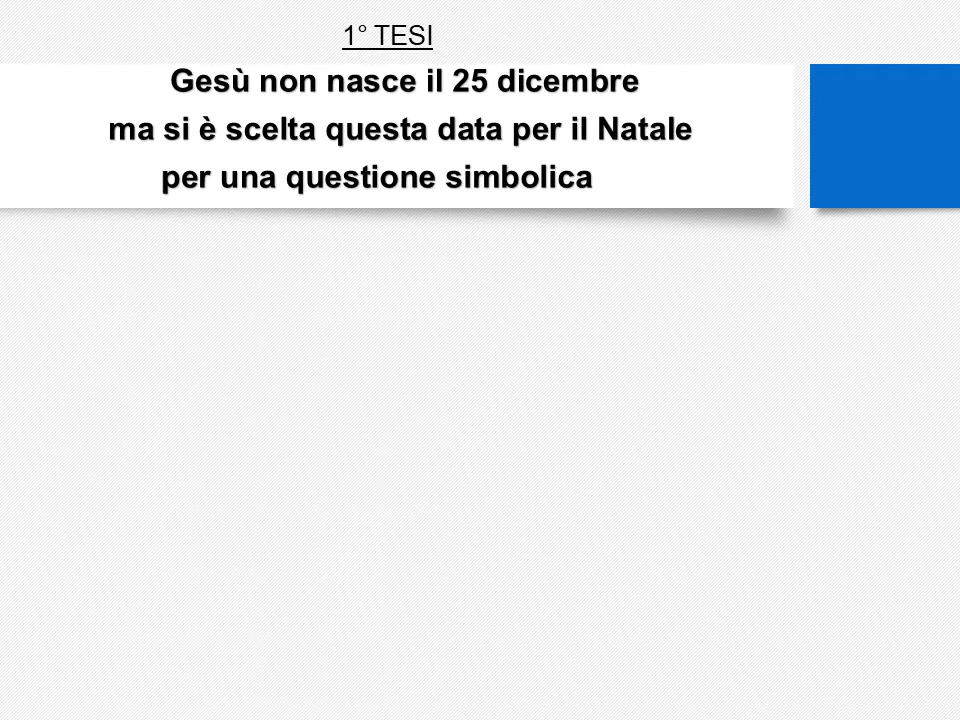 1° TESI
Gesù non nasce il 25 dicembre
ma si è scelta questa data per il Natale
per una questione simbolica